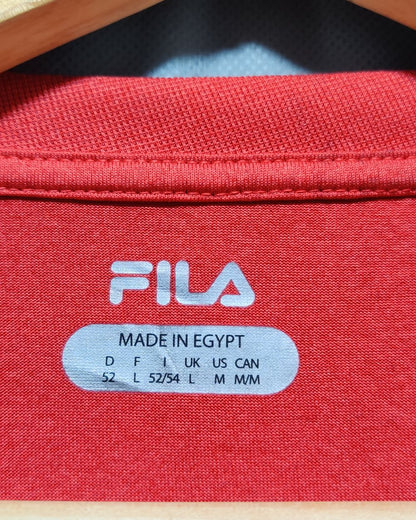 FILA
MADE IN EGYPT
D F I UK US CAN
52 L 52/54 L M M/M